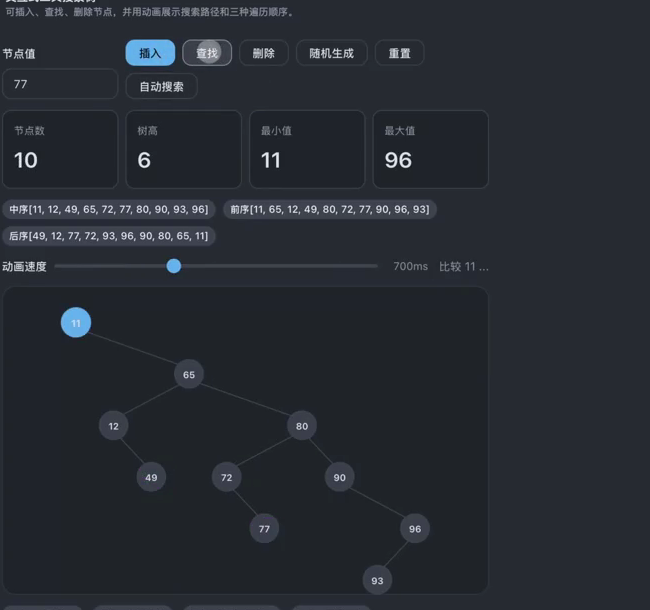 可插入、查找、删除节点，并用动画展示搜索路径和三种遍历顺序。
节点值 插入 查找 删除 随机生成 重置
77 自动搜索
节点数 树高 最小值 最大值
10 6 11 96
中序[11, 12, 49, 65, 72, 77, 80, 90, 93, 96] 前序[11, 65, 12, 49, 80, 72, 77, 90, 96, 93]
后序[49, 12, 77, 72, 93, 96, 90, 80, 65, 11]
动画速度 700ms 比较 11 ...
11
65
12 80
49 72 90
77 96
93